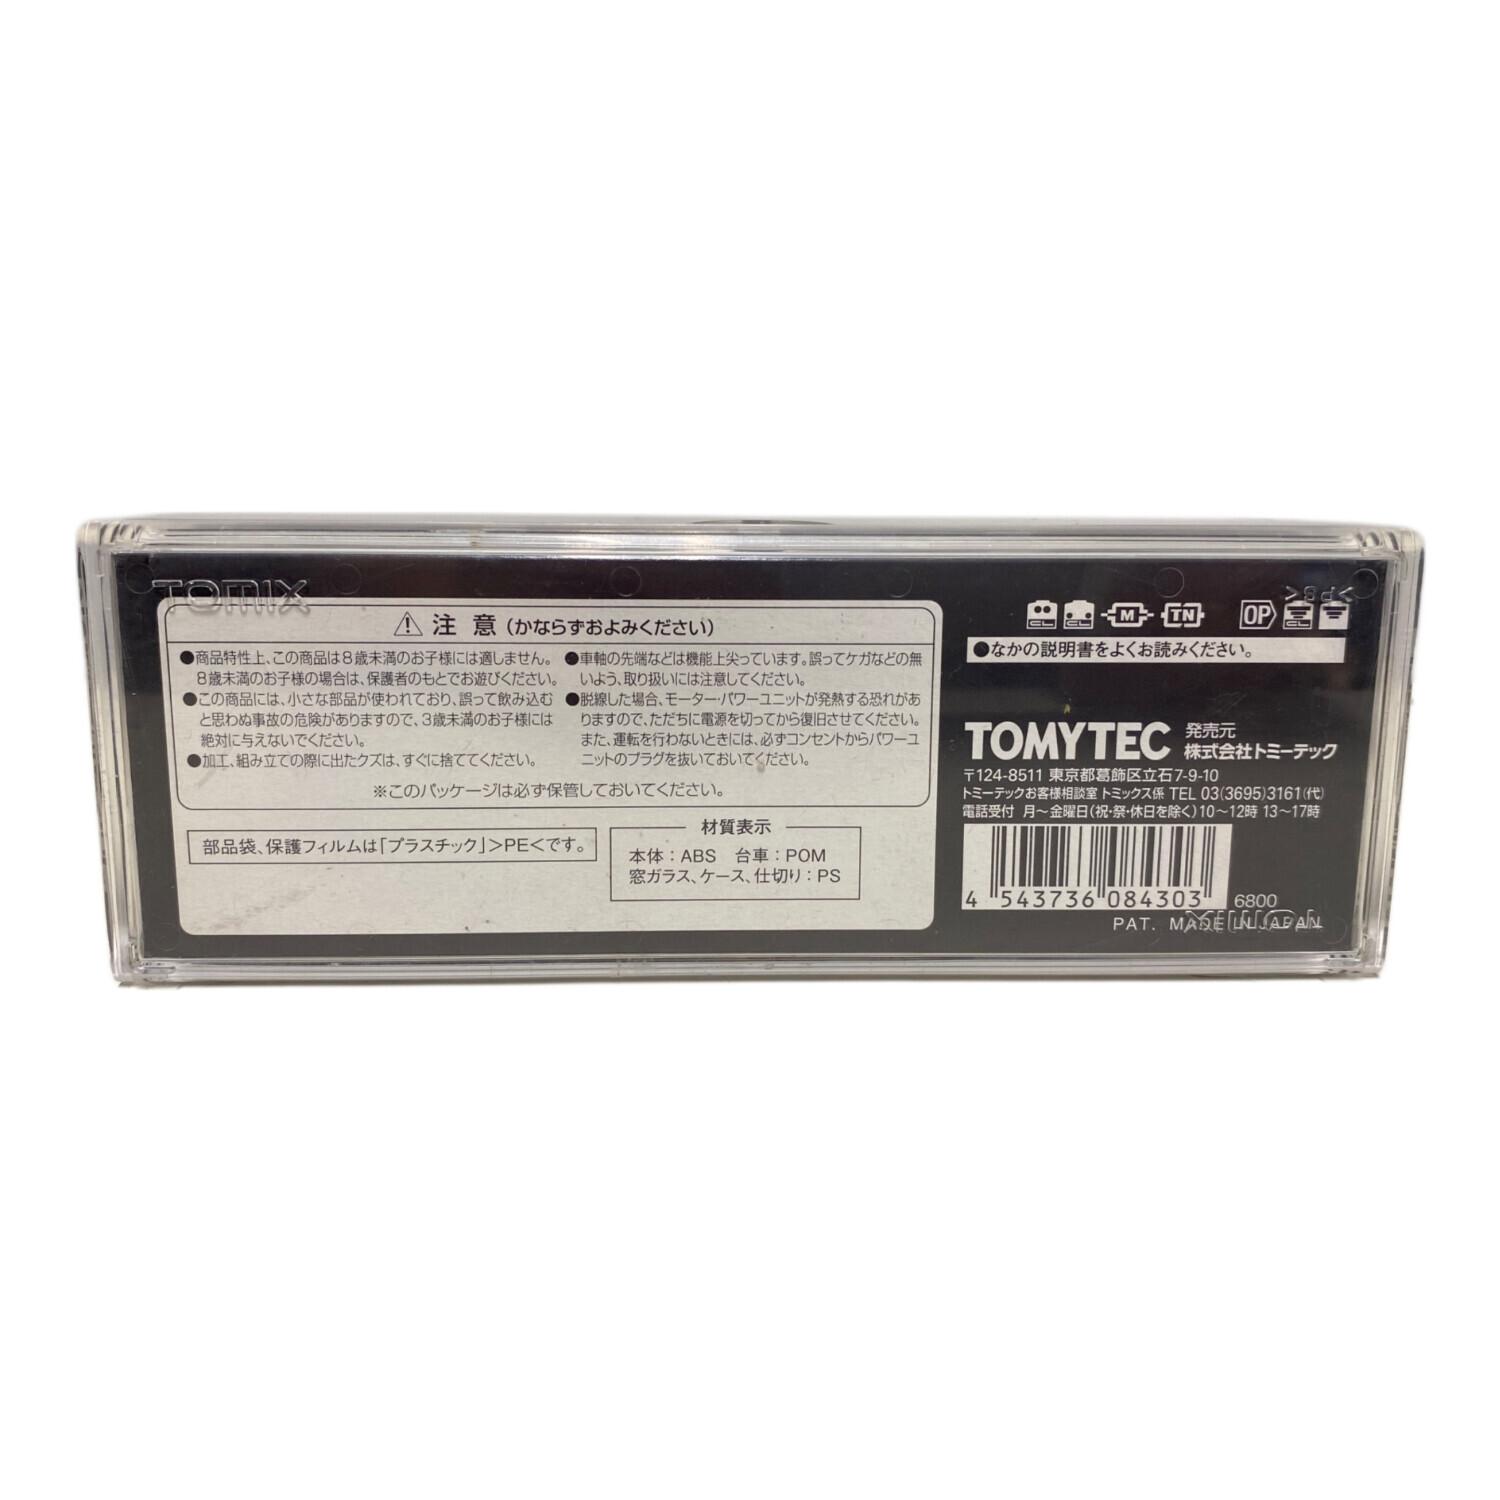 TOMIX
⚠ 注 意 (かならずおよみください)
●商品特性上、この商品は8歳未満のお子様には適しません。
8歳未満のお子様の場合は、保護者のもとでお遊びください。
●この商品には、小さな部品が使われており、誤って飲み込む
と思わぬ事故の危険がありますので、3歳未満のお子様には
絶対に与えないでください。
●加工、組み立ての際に出たクズは、すぐに捨ててください。
●車軸の先端などは機能上尖っています。誤ってケガなどの無
いよう、取り扱いには注意してください。
●脱線した場合、モーター・パワーユニットが発熱する恐れがあ
りますので、ただちに電源を切ってから復旧させてください。
また、運転を行わないときには、必ずコンセントからパワーユ
ニットのプラグを抜いておいてください。
※このパッケージは必ず保管しておいてください。
部品袋、保護フィルムは「プラスチック」>PE<です。
材質表示
本体:ABS 台車:POM
窓ガラス、ケース、仕切り:PS
CL CL M TN OP CL
>PS<
●なかの説明書をよくお読みください。
TOMYTEC 発売元
株式会社トミーテック
〒124-8511 東京都葛飾区立石7-9-10
トミーテックお客様相談室 トミックス係 TEL 03(3695)3161(代)
電話受付 月〜金曜日(祝・祭・休日を除く)10〜12時 13〜17時
4 543736 084303
6800
PAT. MADE IN JAPAN
TOMIX